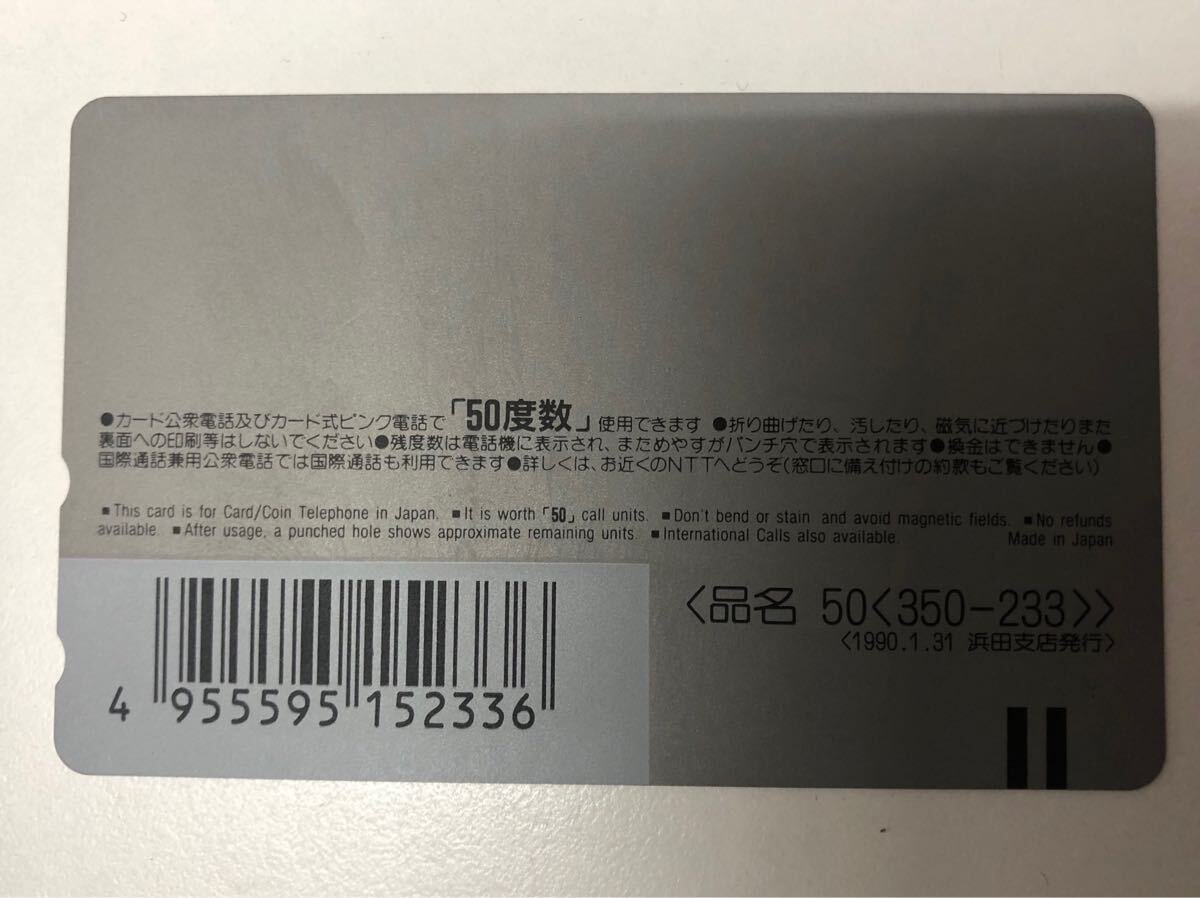 ●カード公衆電話及びカード式ピンク電話で「50度数」使用できます ●折り曲げたり、汚したり、磁気に近づけたりまた
裏面への印刷等はしないでください●残度数は電話機に表示され、まためやすがパンチ穴で表示されます●換金はできません●
国際通話兼用公衆電話では国際通話も利用できます●詳しくは、お近くのNTTへどうぞ(窓口に備え付けの約款もご覧ください)
■This card is for Card/Coin Telephone in Japan. ■It is worth「50」call units. ■Don't bend or stain and avoid magnetic fields. ■No refunds
available. ■After usage, a punched hole shows approximate remaining units. ■International Calls also available. Made in Japan
<品名 50<350-233>>
<1990.1.31 浜田支店発行>
4 955595 152336